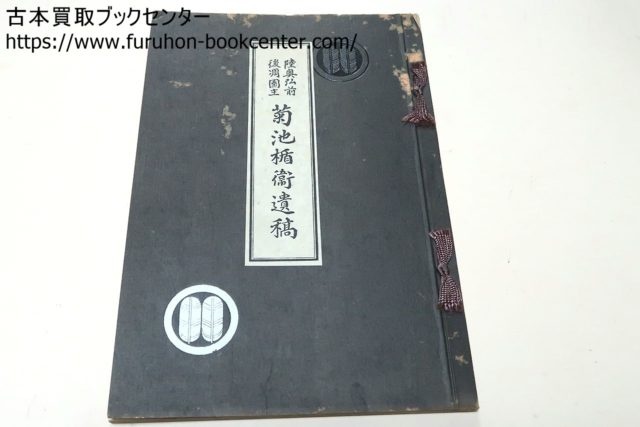 古本買取ブックセンター
https://www.furuhon-bookcenter.com/
陸奥弘前
後凋園主
菊池楯衞遺稿